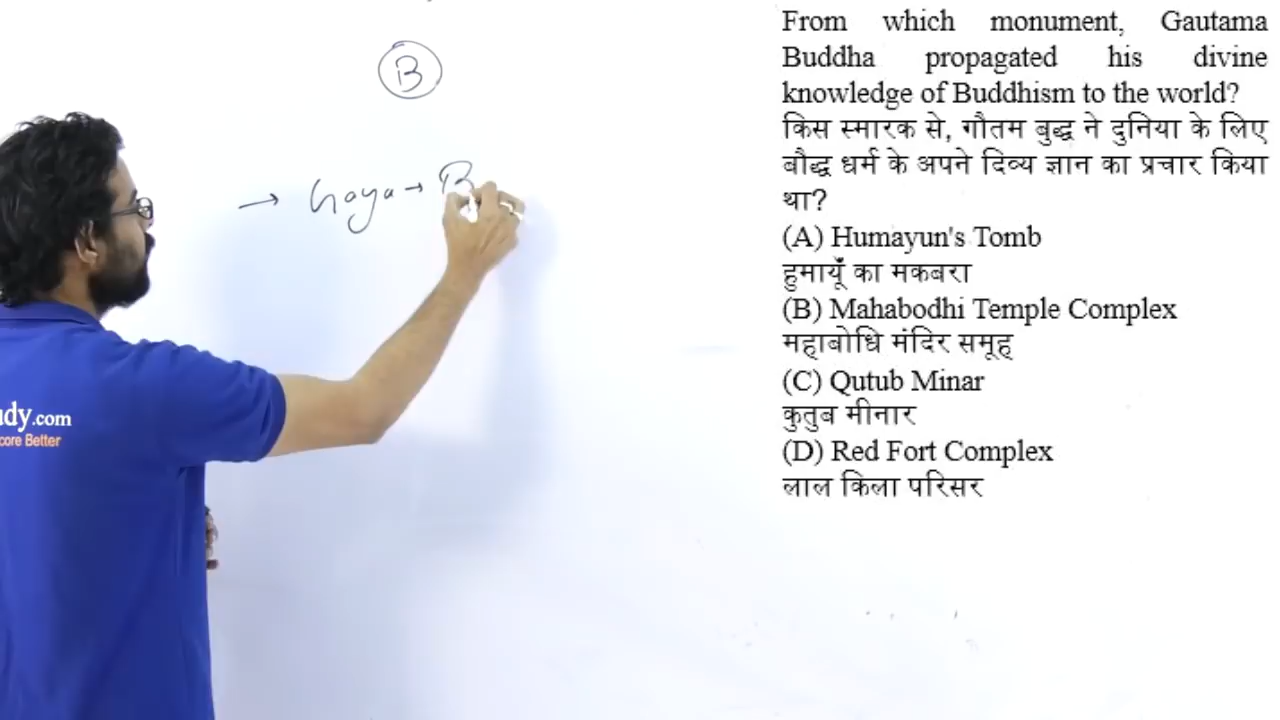 B
→ Gaya → B
udy.com
core Better
From which monument, Gautama
Buddha propagated his divine
knowledge of Buddhism to the world?
किस स्मारक से, गौतम बुद्ध ने दुनिया के लिए
बौद्ध धर्म के अपने दिव्य ज्ञान का प्रचार किया
था?
(A) Humayun's Tomb
हुमायूँ का मकबरा
(B) Mahabodhi Temple Complex
महाबोधि मंदिर समूह
(C) Qutub Minar
कुतुब मीनार
(D) Red Fort Complex
लाल किला परिसर